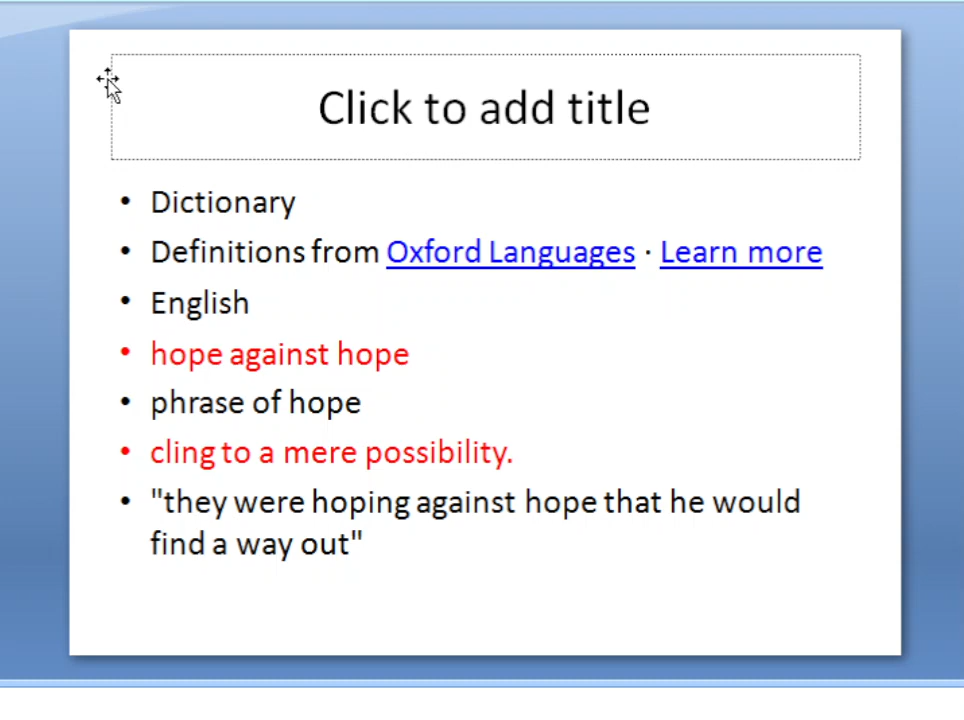 Click to add title
• Dictionary
• Definitions from Oxford Languages · Learn more
• English
• hope against hope
• phrase of hope
• cling to a mere possibility.
• "they were hoping against hope that he would
find a way out"